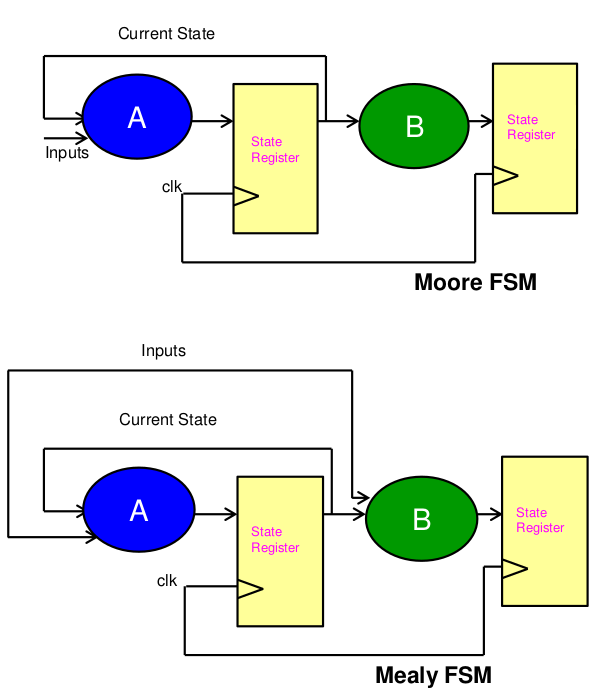 Current State
A
B
State
Register
State
Register
Inputs
clk
Moore FSM
Inputs
Current State
A
B
State
Register
State
Register
clk
Mealy FSM